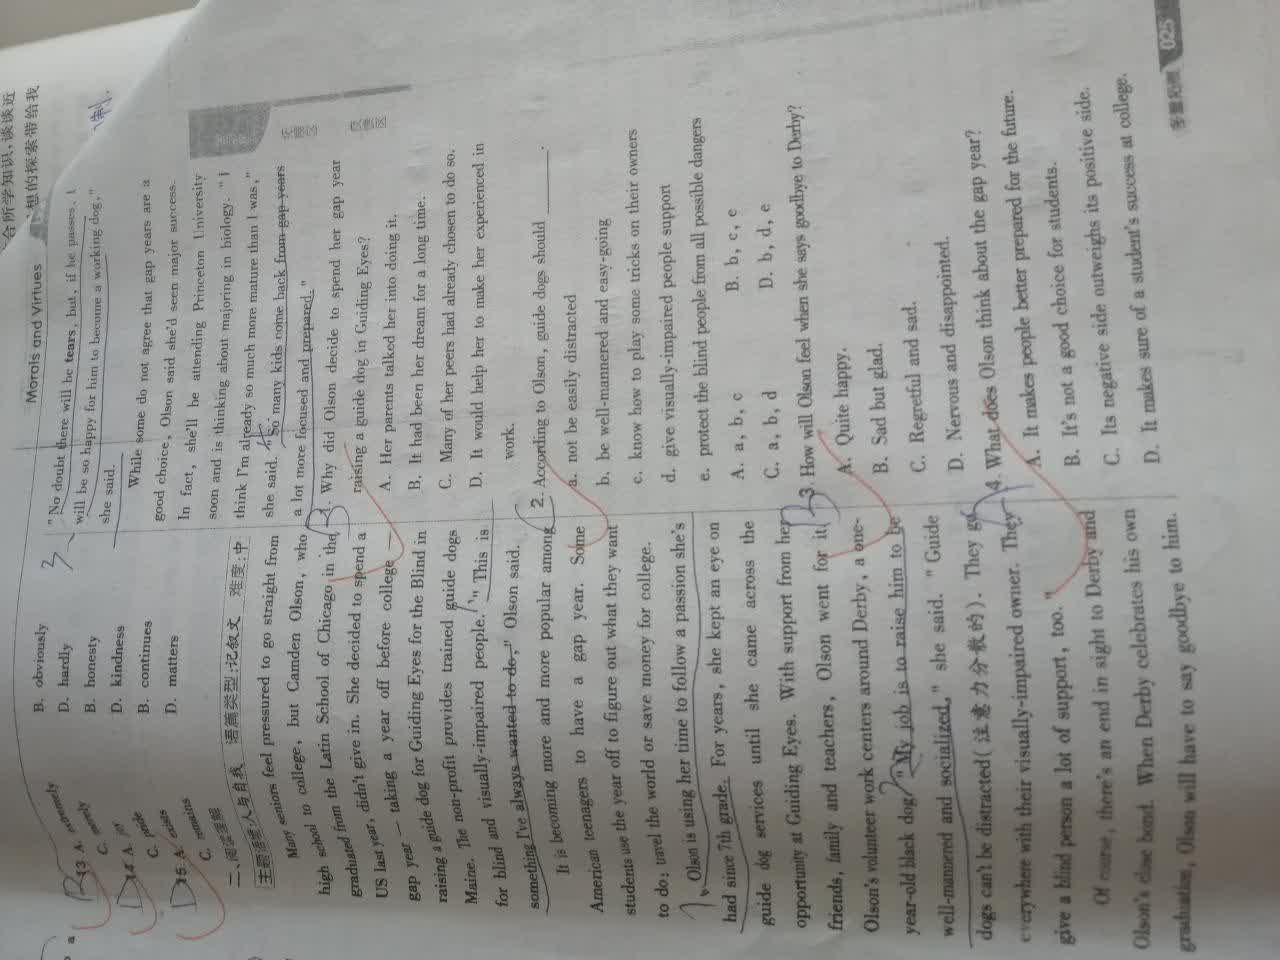 合所学知识,谈谈近
想的探索带给我
制.
Morals and Virtues
B. obviously
D. hardly
B. honesty
D. kindness
B. continues
D. matters
13 A. extremely
C. merely
14 A. joy
C. pride
15 A. exists
C. remains
二、阅读理解
主题语境:人与自我 语篇类型:记叙文 难度:中
Many seniors feel pressured to go straight from
high school to college, but Camden Olson, who
graduated from the Latin School of Chicago in the
US last year, didn't give in. She decided to spend a
gap year — taking a year off before college —
raising a guide dog for Guiding Eyes for the Blind in
Maine. The non-profit provides trained guide dogs
for blind and visually-impaired people. "This is
something I've always wanted to do," Olson said.
It is becoming more and more popular among
American teenagers to have a gap year. Some
students use the year off to figure out what they want
to do; travel the world or save money for college.
Olson is using her time to follow a passion she's
had since 7th grade. For years, she kept an eye on
guide dog services until she came across the
opportunity at Guiding Eyes. With support from her
friends, family and teachers, Olson went for it.
Olson's volunteer work centers around Derby, a one-
year-old black dog. "My job is to raise him to be
well-mannered and socialized," she said. "Guide
dogs can't be distracted(注意力分散的). They go
everywhere with their visually-impaired owner. They
give a blind person a lot of support, too."
Of course, there's an end in sight to Derby and
Olson's close bond. When Derby celebrates his own
graduation, Olson will have to say goodbye to him.
"No doubt there will be tears, but, if he passes, I
will be so happy for him to become a working dog,"
she said.
While some do not agree that gap years are a
good choice, Olson said she'd seen major success.
In fact, she'll be attending Princeton University
soon and is thinking about majoring in biology. "I
think I'm already so much more mature than I was,"
she said. "So many kids come back from gap years
a lot more focused and prepared."
1. Why did Olson decide to spend her gap year
raising a guide dog in Guiding Eyes?
A. Her parents talked her into doing it.
B. It had been her dream for a long time.
C. Many of her peers had already chosen to do so.
D. It would help her to make her experienced in
work.
2. According to Olson, guide dogs should ______.
a. not be easily distracted
b. be well-mannered and easy-going
c. know how to play some tricks on their owners
d. give visually-impaired people support
e. protect the blind people from all possible dangers
A. a, b, c B. b, c, e
C. a, b, d D. b, d, e
3. How will Olson feel when she says goodbye to Derby?
A. Quite happy.
B. Sad but glad.
C. Regretful and sad.
D. Nervous and disappointed.
4. What does Olson think about the gap year?
A. It makes people better prepared for the future.
B. It's not a good choice for students.
C. Its negative side outweighs its positive side.
D. It makes sure of a student's success at college.
025